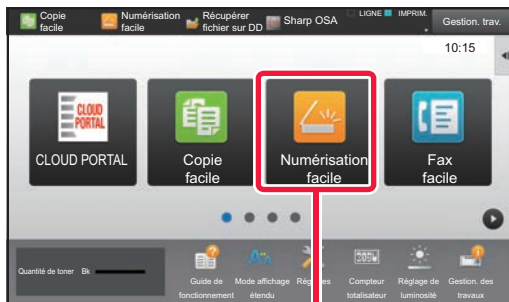 Copie facile
Numérisation facile
Récupérer fichier sur DD
Sharp OSA
LIGNE
IMPRIM.
Gestion. trav.
10:15
CLOUD PORTAL
CLOUD PORTAL
Copie facile
Numérisation facile
Fax facile
Quantité de toner
Bk
Guide de fonctionnement
Mode affichage étendu
Réglages
Compteur totalisateur
Réglage de luminosité
Gestion. des travaux